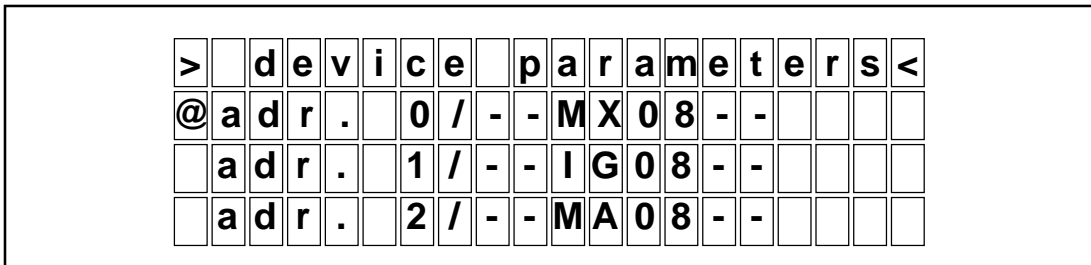 > device parameters<
@adr. 0/--MX08--
 adr. 1/--IG08--
 adr. 2/--MA08--